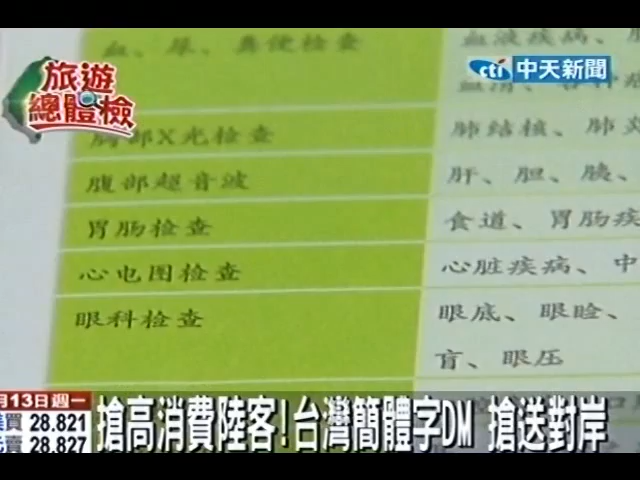 血、尿、粪便检查
血液疾病、
cti 中天新聞
旅遊
總體檢
胸部X光检查
肺结核、肺炎
腹部超音波
肝、胆、胰、
胃肠检查
食道、胃肠疾
心电图检查
心脏疾病、中
眼科检查
眼底、眼睑、
盲、眼压
月13日週一
買 28.821
賣 28.827
搶高消費陸客!台灣簡體字DM 搶送對岸